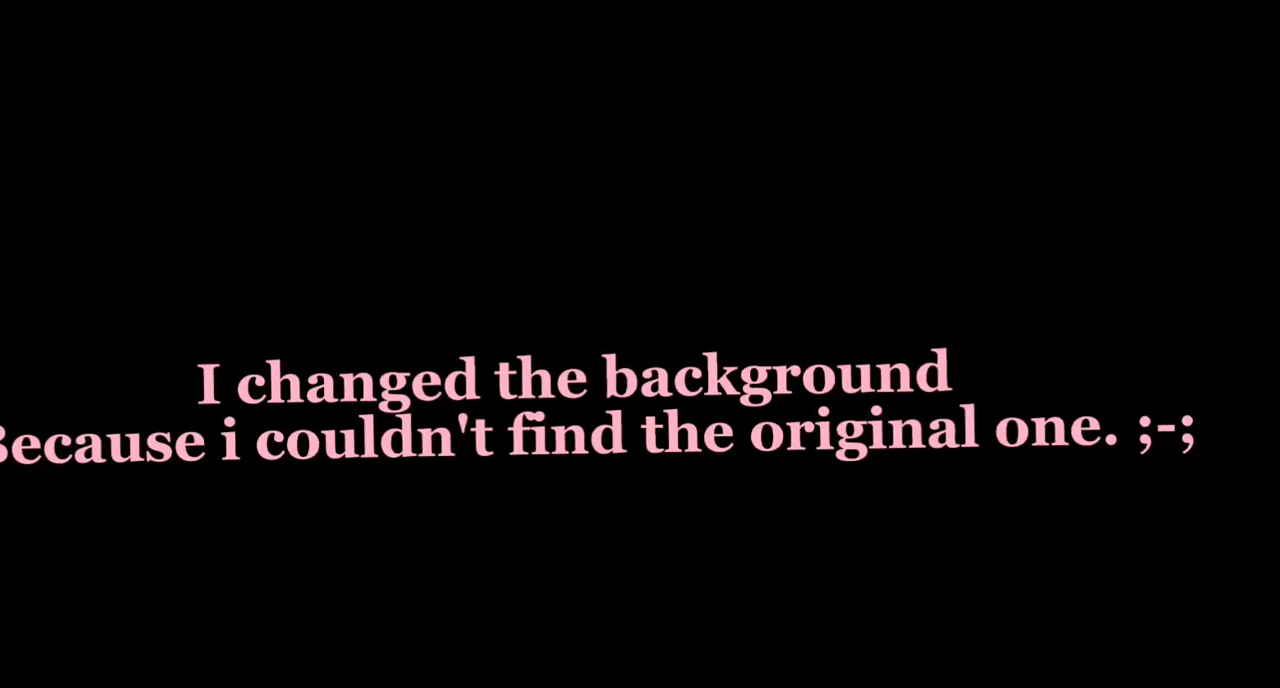 I changed the background
Because i couldn't find the original one. ;-;